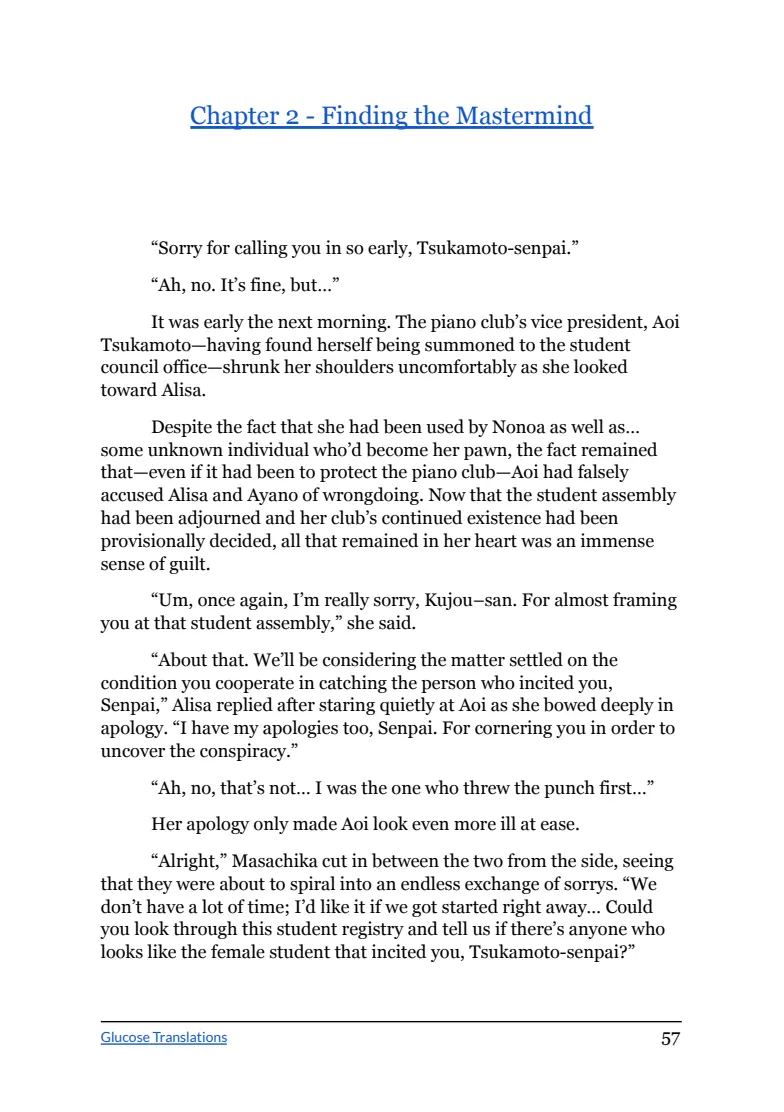 Chapter 2 - Finding the Mastermind
“Sorry for calling you in so early, Tsukamoto-senpai.”
“Ah, no. It’s fine, but…”
It was early the next morning. The piano club’s vice president, Aoi
Tsukamoto—having found herself being summoned to the student
council office—shrunk her shoulders uncomfortably as she looked
toward Alisa.
Despite the fact that she had been used by Nonoa as well as…
some unknown individual who’d become her pawn, the fact remained
that—even if it had been to protect the piano club—Aoi had falsely
accused Alisa and Ayano of wrongdoing. Now that the student assembly
had been adjourned and her club’s continued existence had been
provisionally decided, all that remained in her heart was an immense
sense of guilt.
“Um, once again, I’m really sorry, Kujou–san. For almost framing
you at that student assembly,” she said.
“About that. We’ll be considering the matter settled on the
condition you cooperate in catching the person who incited you,
Senpai,” Alisa replied after staring quietly at Aoi as she bowed deeply in
apology. “I have my apologies too, Senpai. For cornering you in order to
uncover the conspiracy.”
“Ah, no, that’s not… I was the one who threw the punch first…”
Her apology only made Aoi look even more ill at ease.
“Alright,” Masachika cut in between the two from the side, seeing
that they were about to spiral into an endless exchange of sorrys. “We
don’t have a lot of time; I’d like it if we got started right away… Could
you look through this student registry and tell us if there’s anyone who
looks like the female student that incited you, Tsukamoto-senpai?”
Glucose Translations
57